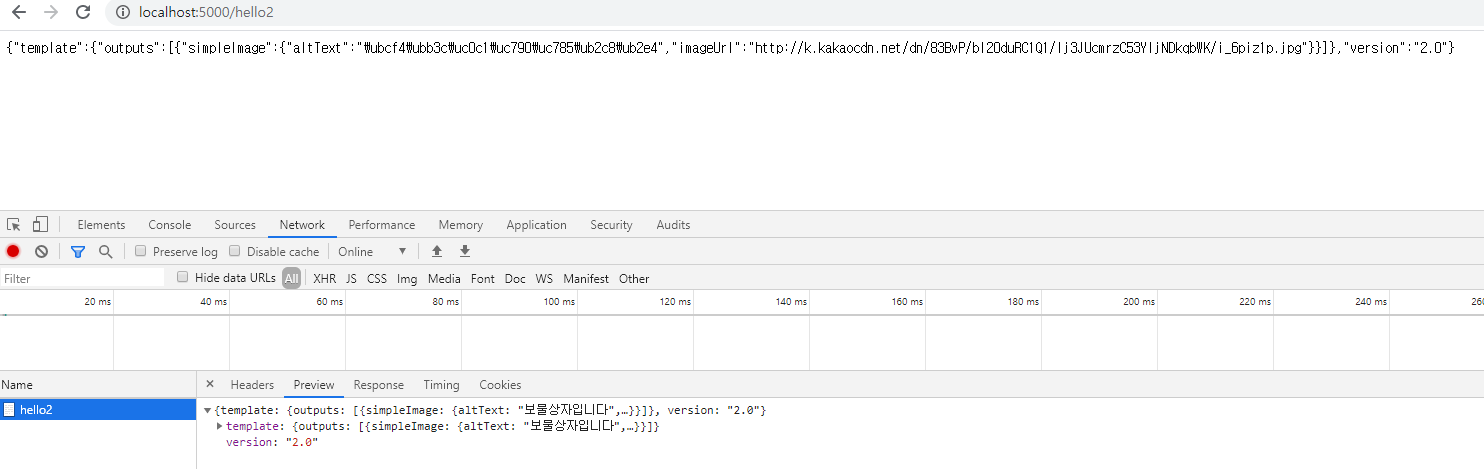 localhost:5000/hello2
{"template":{"outputs":[{"simpleImage":{"altText":"₩ubcf4₩ubb3c₩uc0c1₩uc790₩uc785₩ub2c8₩ub2e4","imageUrl":"http://k.kakaocdn.net/dn/83BvP/bl20duRC1Q1/lj3JUcmrzC53YIjNDkqbWK/i_6piz1p.jpg"}}]},"version":"2.0"}
Elements Console Sources Network Performance Memory Application Security Audits
Preserve log Disable cache Online
Filter Hide data URLs All XHR JS CSS Img Media Font Doc WS Manifest Other
20 ms 40 ms 60 ms 80 ms 100 ms 120 ms 140 ms 160 ms 180 ms 200 ms 220 ms 240 ms 260
Name × Headers Preview Response Timing Cookies
hello2
{template: {outputs: [{simpleImage: {altText: "보물상자입니다",…}}]}, version: "2.0"}
template: {outputs: [{simpleImage: {altText: "보물상자입니다",…}}]}
version: "2.0"